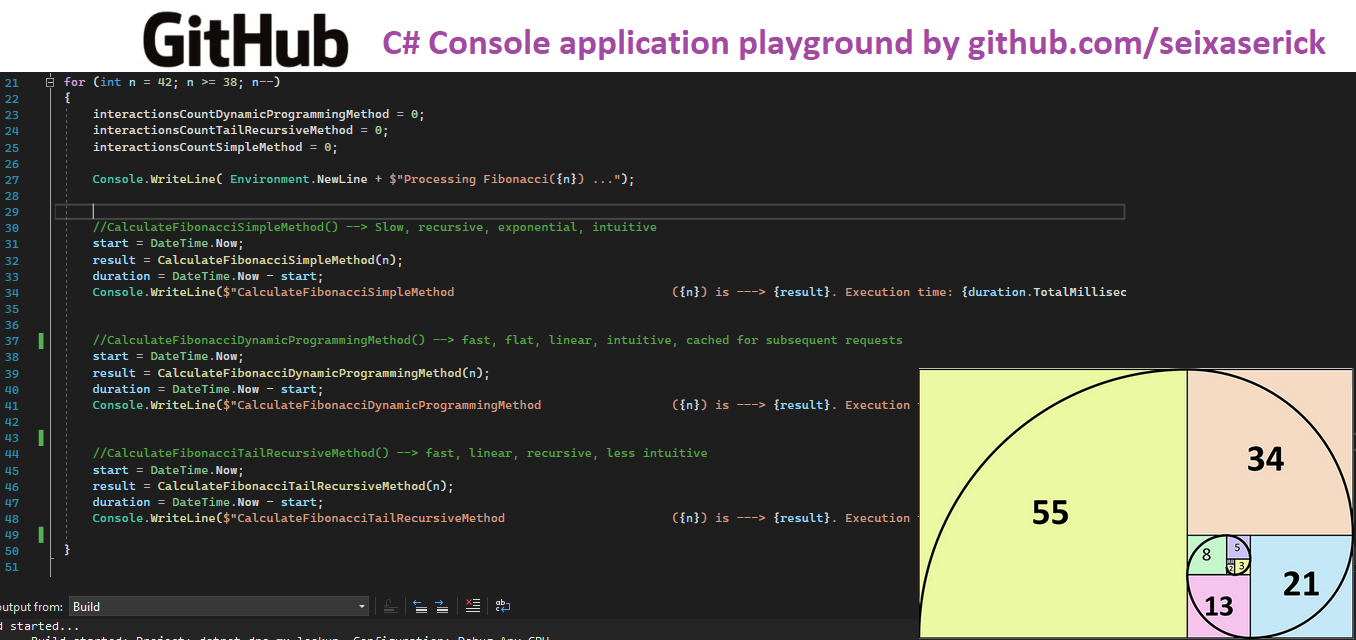 GitHub C# Console application playground by github.com/seixaserick
21 for (int n = 42; n >= 38; n--)
22 {
23 interactionsCountDynamicProgrammingMethod = 0;
24 interactionsCountTailRecursiveMethod = 0;
25 interactionsCountSimpleMethod = 0;
26
27 Console.WriteLine( Environment.NewLine + $"Processing Fibonacci({n}) ...");
28
29
30 //CalculateFibonacciSimpleMethod() --> Slow, recursive, exponential, intuitive
31 start = DateTime.Now;
32 result = CalculateFibonacciSimpleMethod(n);
33 duration = DateTime.Now - start;
34 Console.WriteLine($"CalculateFibonacciSimpleMethod ({n}) is ---> {result}. Execution time: {duration.TotalMillisec
35
36
37 //CalculateFibonacciDynamicProgrammingMethod() --> fast, flat, linear, intuitive, cached for subsequent requests
38 start = DateTime.Now;
39 result = CalculateFibonacciDynamicProgrammingMethod(n);
40 duration = DateTime.Now - start;
41 Console.WriteLine($"CalculateFibonacciDynamicProgrammingMethod ({n}) is ---> {result}. Execution
42
43
44 //CalculateFibonacciTailRecursiveMethod() --> fast, linear, recursive, less intuitive
45 start = DateTime.Now;
46 result = CalculateFibonacciTailRecursiveMethod(n);
47 duration = DateTime.Now - start;
48 Console.WriteLine($"CalculateFibonacciTailRecursiveMethod ({n}) is ---> {result}. Execution
49
50 }
51
55
34
8
5
3
2
21
13
output from: Build
d started...